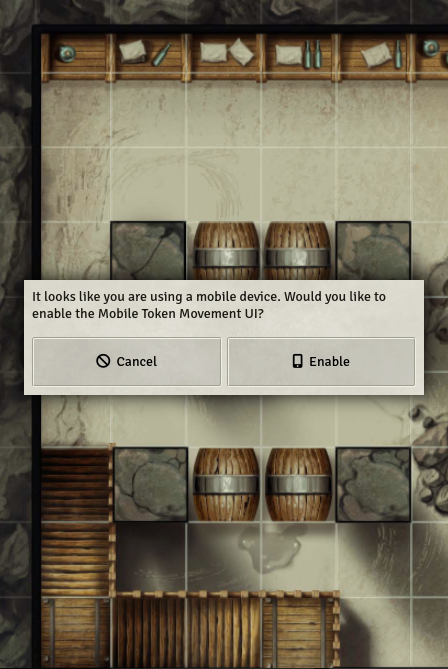 It looks like you are using a mobile device. Would you like to
enable the Mobile Token Movement UI?
Cancel
Enable